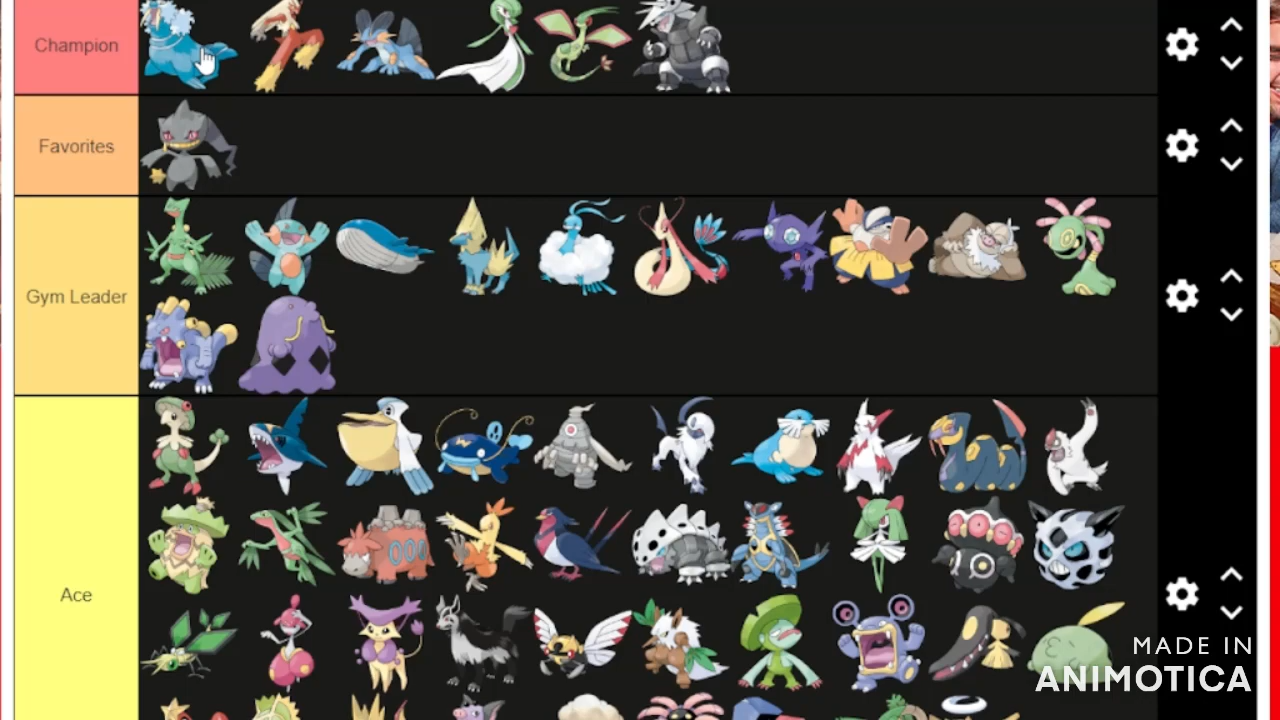 Champion
Favorites
Gym Leader
Ace
MADE IN
ANIMOTICA